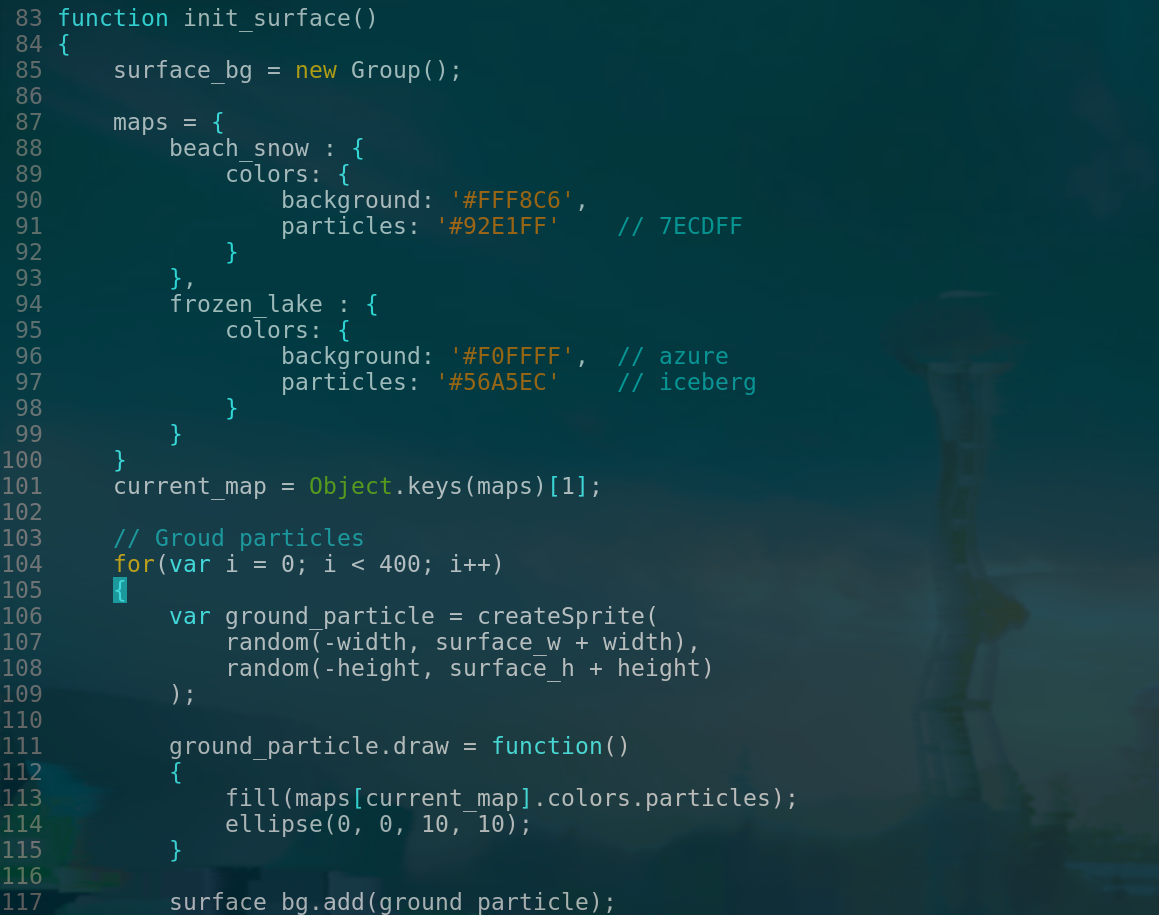 83 function init_surface()
84 {
85     surface_bg = new Group();
86
87     maps = {
88         beach_snow : {
89             colors: {
90                 background: '#FFF8C6',
91                 particles: '#92E1FF'    // 7ECDFF
92             }
93         },
94         frozen_lake : {
95             colors: {
96                 background: '#F0FFFF',  // azure
97                 particles: '#56A5EC'    // iceberg
98             }
99         }
100     }
101     current_map = Object.keys(maps)[1];
102
103     // Groud particles
104     for(var i = 0; i < 400; i++)
105     {
106         var ground_particle = createSprite(
107             random(-width, surface_w + width),
108             random(-height, surface_h + height)
109         );
110
111         ground_particle.draw = function()
112         {
113             fill(maps[current_map].colors.particles);
114             ellipse(0, 0, 10, 10);
115         }
116
117         surface_bg.add(ground_particle);